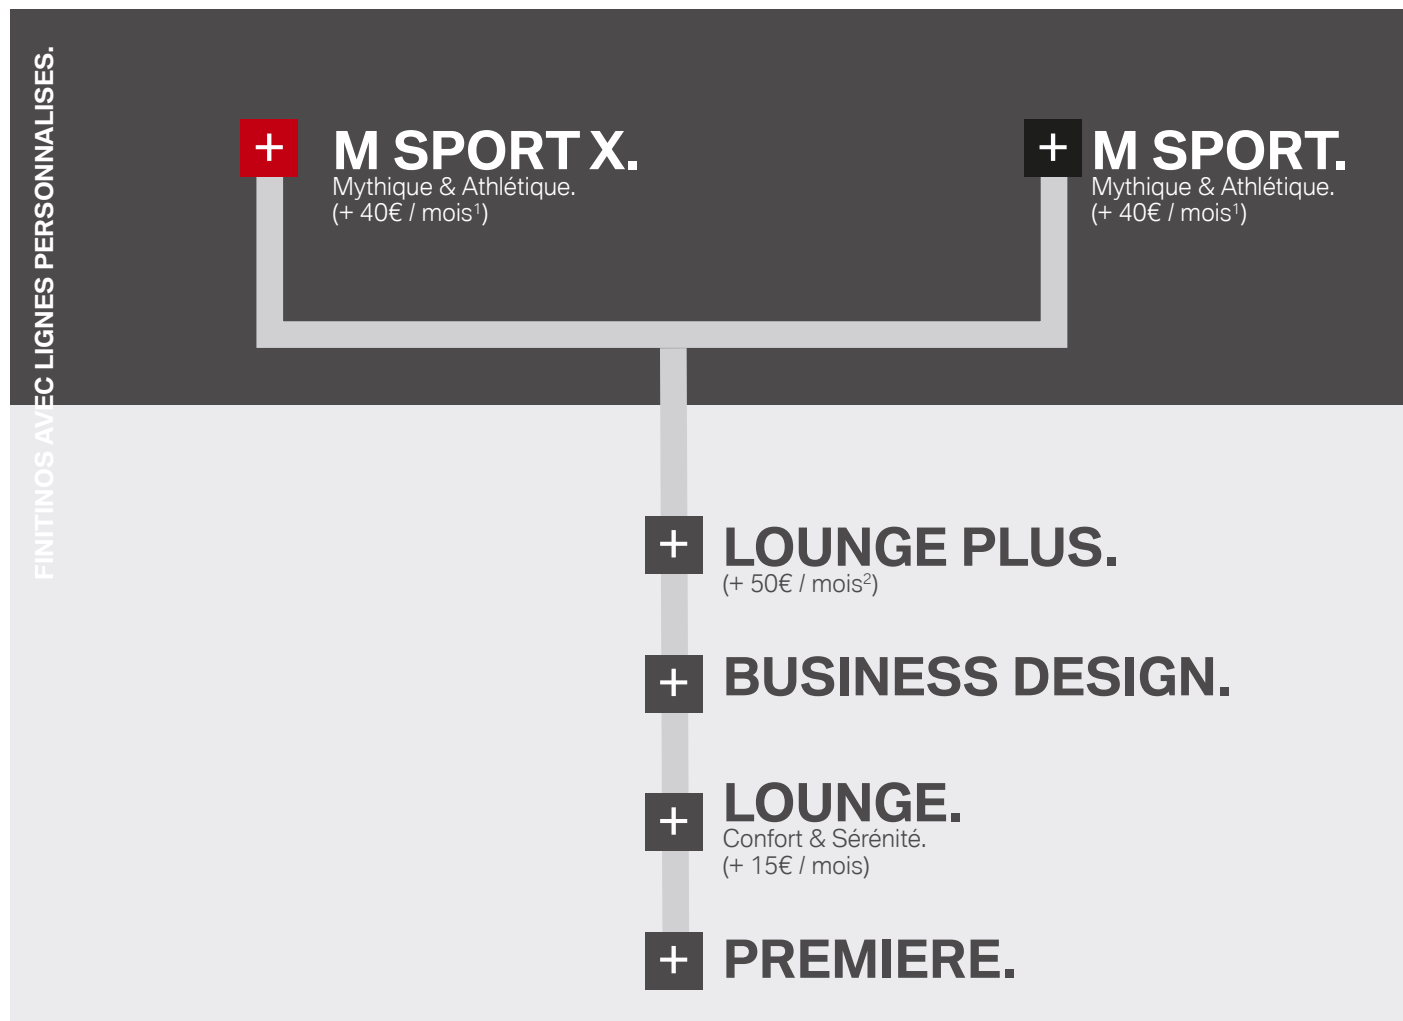 FINITINOS AVEC LIGNES PERSONNALISES.
+ M SPORT X.
Mythique & Athlétique.
(+ 40€ / mois¹)
+ M SPORT.
Mythique & Athlétique.
(+ 40€ / mois¹)
+ LOUNGE PLUS.
(+ 50€ / mois²)
+ BUSINESS DESIGN.
+ LOUNGE.
Confort & Sérénité.
(+ 15€ / mois)
+ PREMIERE.